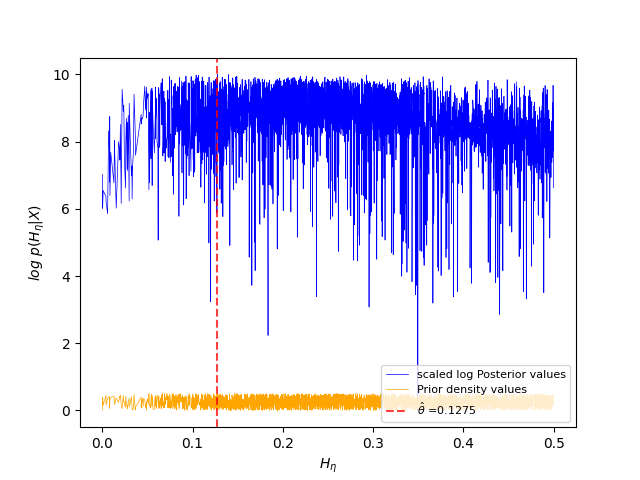 10
8
6
4
2
0
log p(H_η|X)
0.0 0.1 0.2 0.3 0.4 0.5
H_η
scaled log Posterior values
Prior density values
θ̂ =0.1275